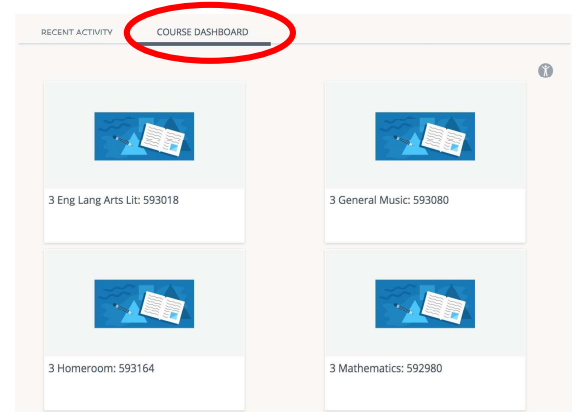 RECENT ACTIVITY COURSE DASHBOARD
3 Eng Lang Arts Lit: 593018 3 General Music: 593080
3 Homeroom: 593164 3 Mathematics: 592980